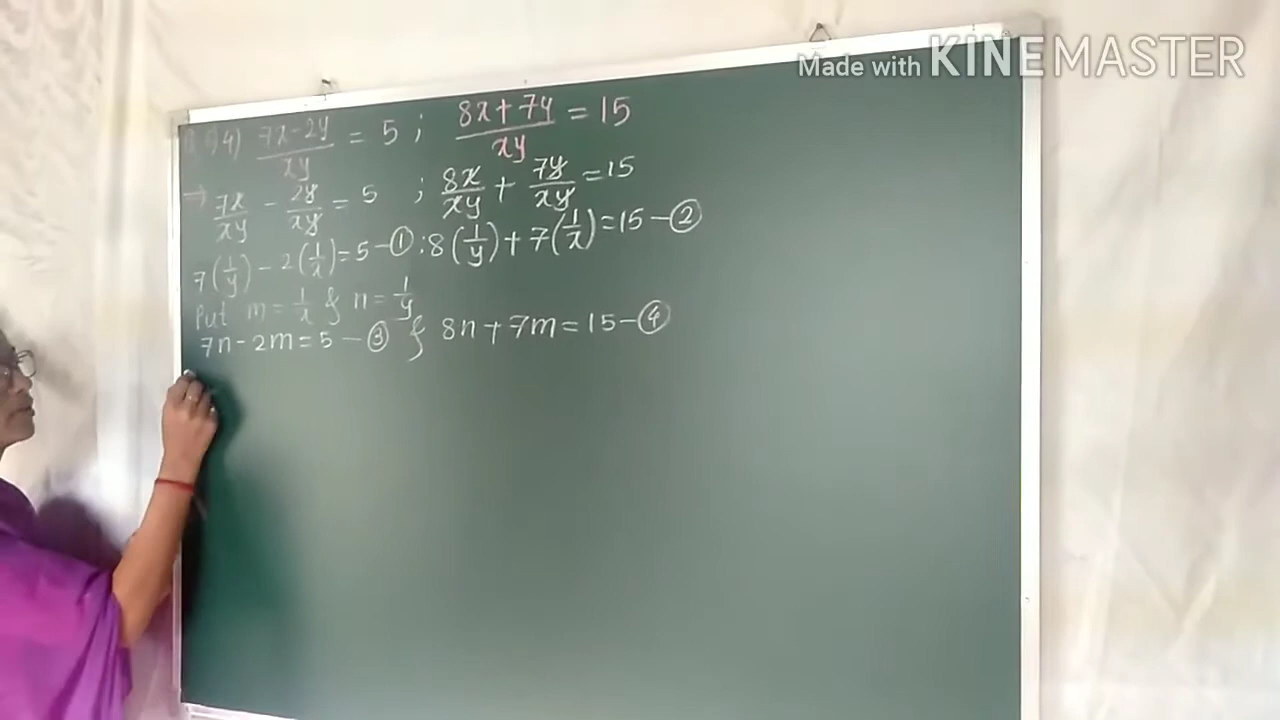 Made with KINEMASTER
4) 7x-2y/xy = 5 ; 8x+7y/xy = 15
→ 7x/xy - 2y/xy = 5 ; 8x/xy + 7y/xy = 15
7(1/y) - 2(1/x) = 5 - ① ; 8(1/y) + 7(1/x) = 15 - ②
Put m = 1/x & n = 1/y
7n - 2m = 5 - ③ & 8n + 7m = 15 - ④